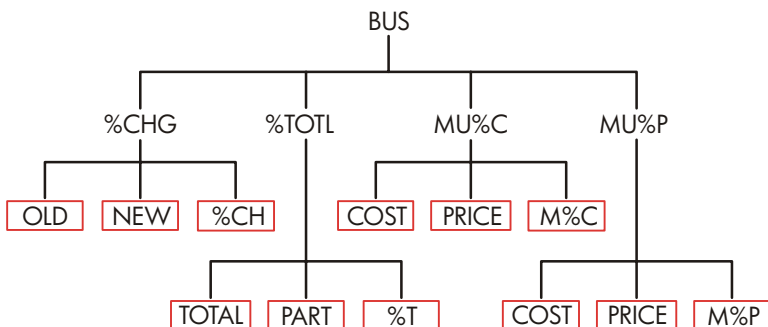 BUS
%CHG %TOTL MU%C MU%P
OLD NEW %CH COST PRICE M%C
TOTAL PART %T COST PRICE M%P